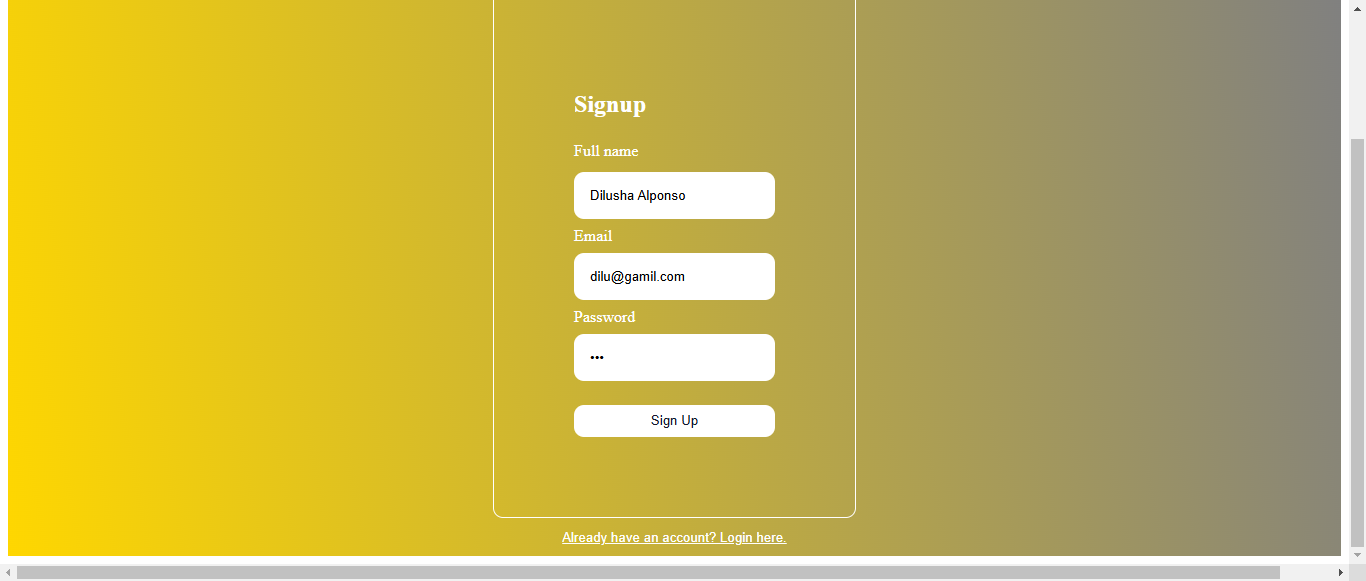 Signup
Full name
Dilusha Alponso
Email
dilu@gamil.com
Password
•••
Sign Up
Already have an account? Login here.